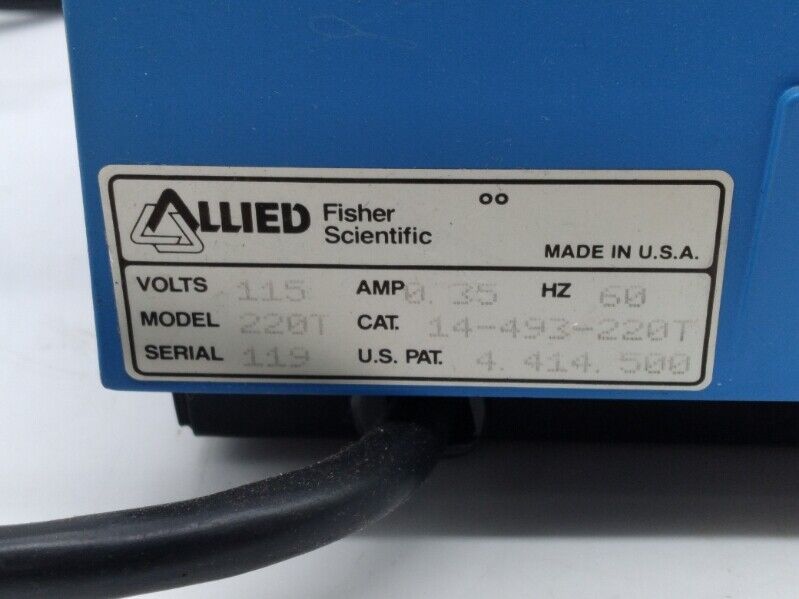 ALLIED Fisher Scientific
öö
MADE IN U.S.A.
VOLTS 115 AMP 0.35 HZ 60
MODEL 220T CAT. 14-493-220T
SERIAL 119 U.S. PAT. 4.414.500